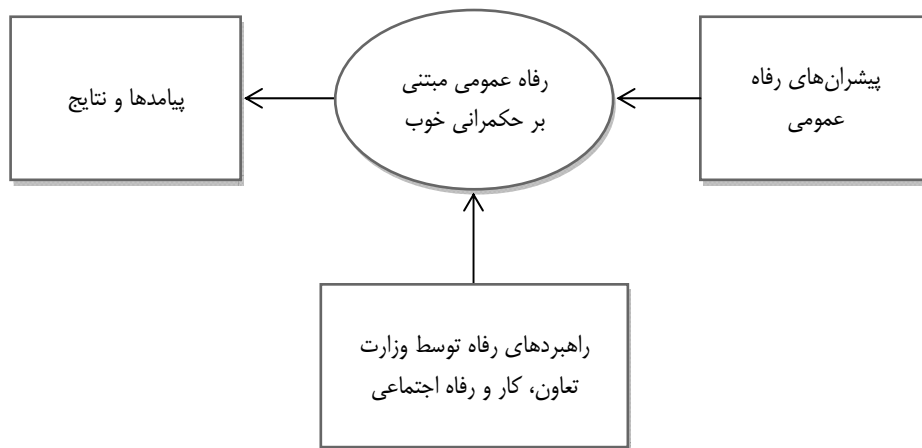 پیشران‌های رفاه
عمومی
رفاه عمومی مبتنی
بر حکمرانی خوب
پیامدها و نتایج
راهبردهای رفاه توسط وزارت
تعاون، کار و رفاه اجتماعی